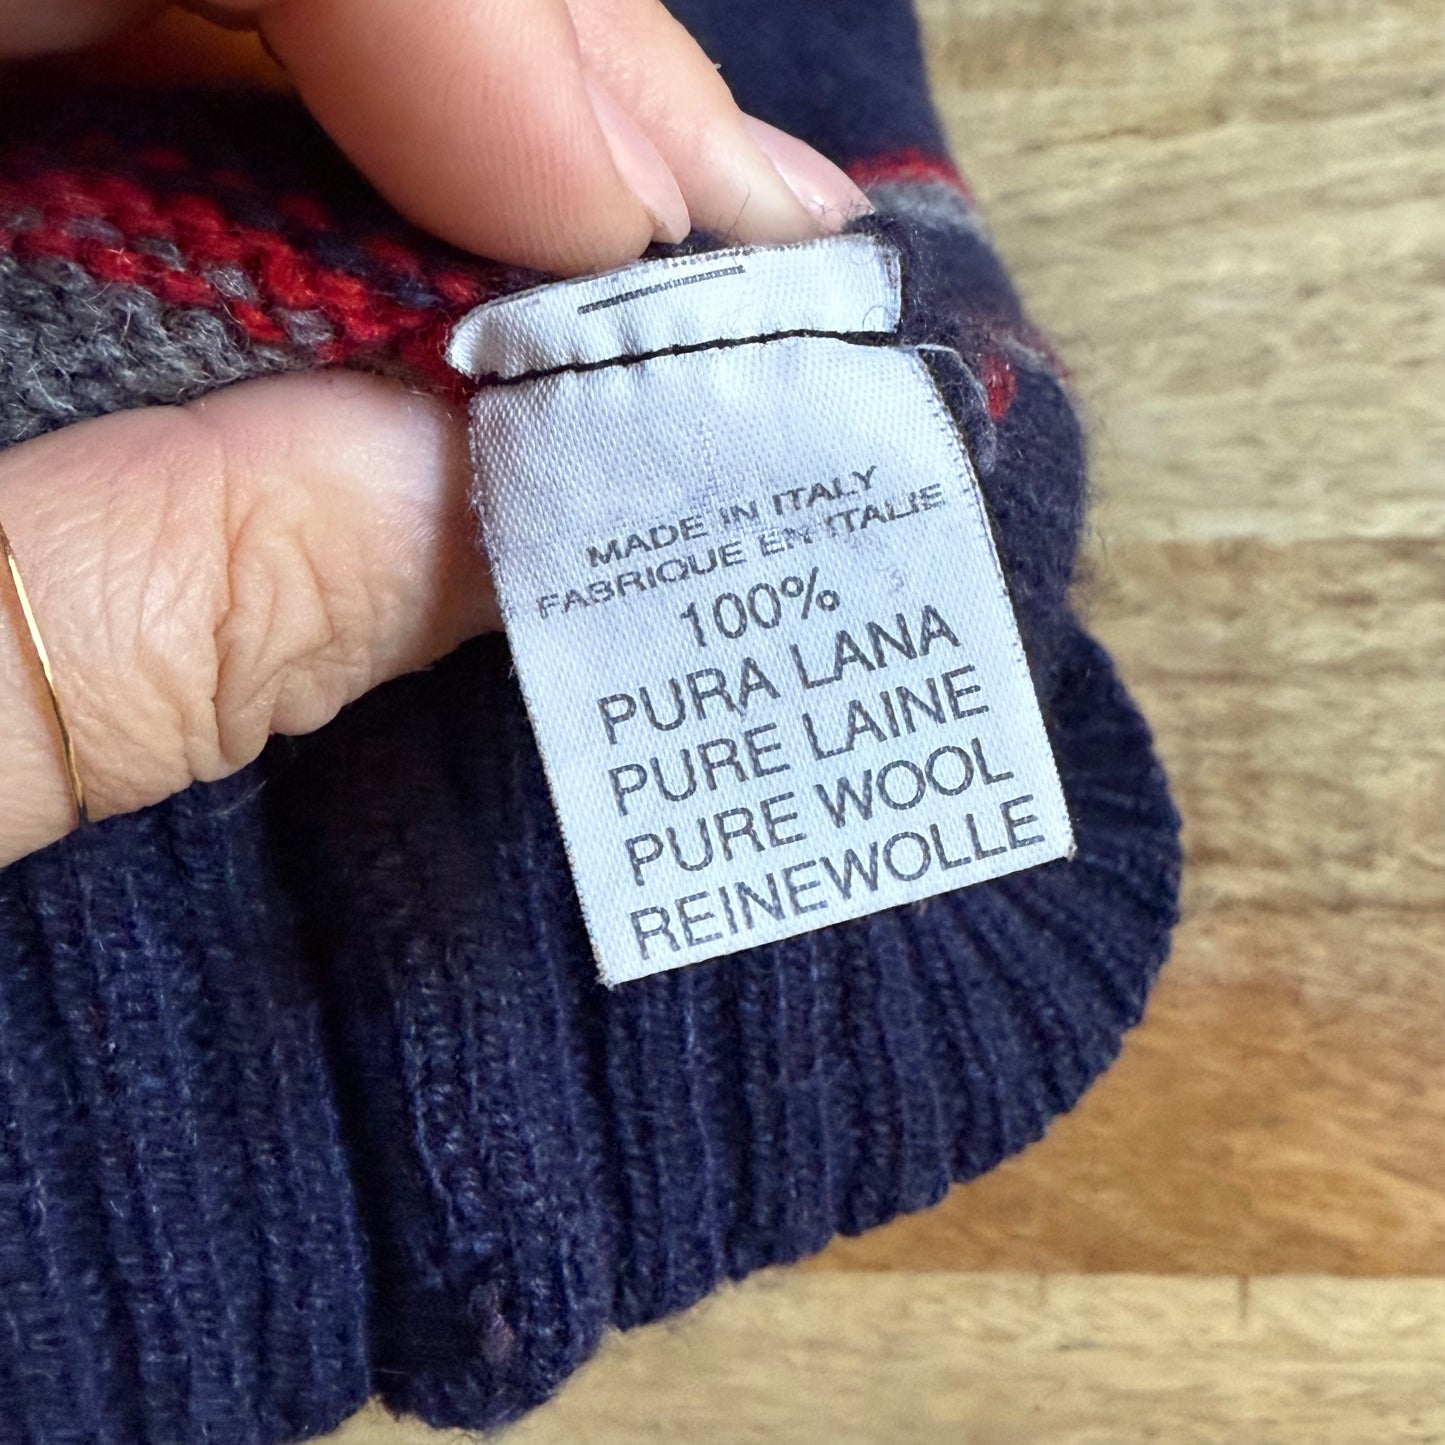 MADE IN ITALY
FABRIQUE EN ITALIE
100%
PURA LANA
PURE LAINE
PURE WOOL
REINEWOLLE